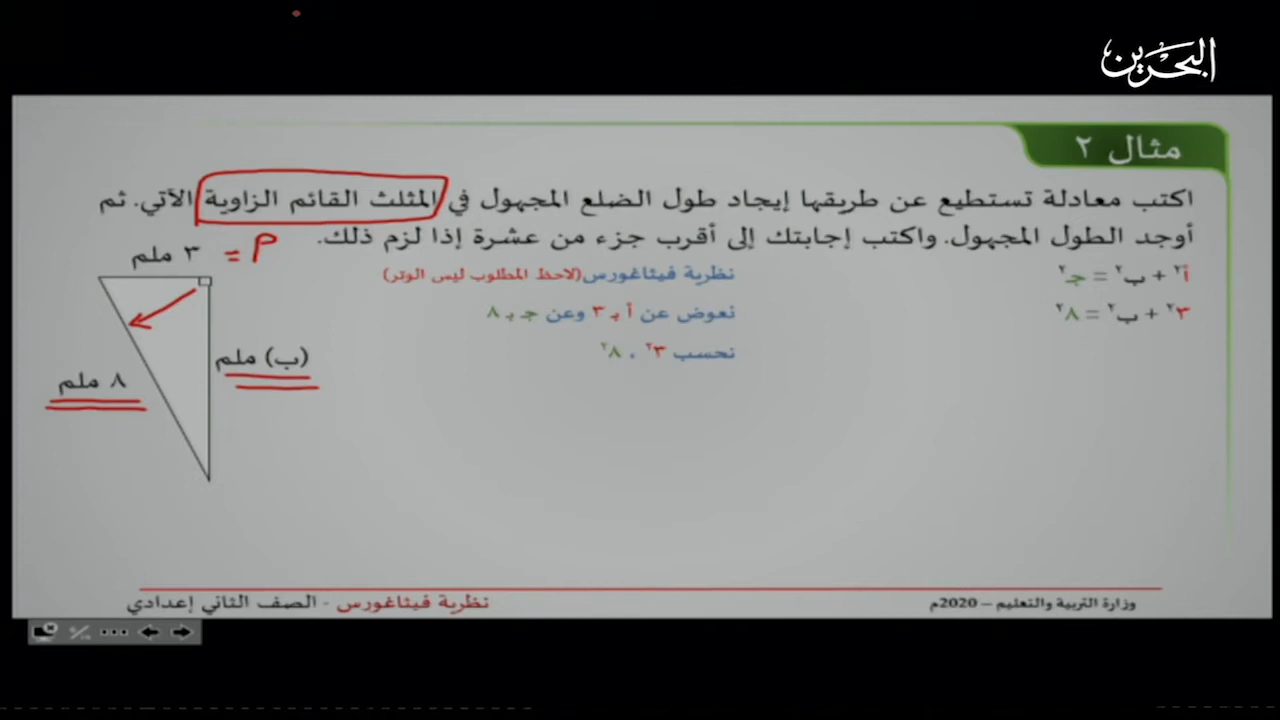 البحرين
مثال ٢
اكتب معادلة تستطيع عن طريقها إيجاد طول الضلع المجهول في المثلث القائم الزاوية الآتي. ثم
أوجد الطول المجهول. واكتب إجابتك إلى أقرب جزء من عشرة إذا لزم ذلك.
أ٢ + ب٢ = جـ٢ نظرية فيثاغورس (لاحظ المطلوب ليس الوتر)
٣٢ + ب٢ = ٨٢ نعوض عن أ بـ ٣ وعن جـ بـ ٨
نحسب ٣٢ ، ٨٢
أ = ٣ ملم
(ب) ملم
٨ ملم
وزارة التربية والتعليم – 2020م
نظرية فيثاغورس - الصف الثاني إعدادي